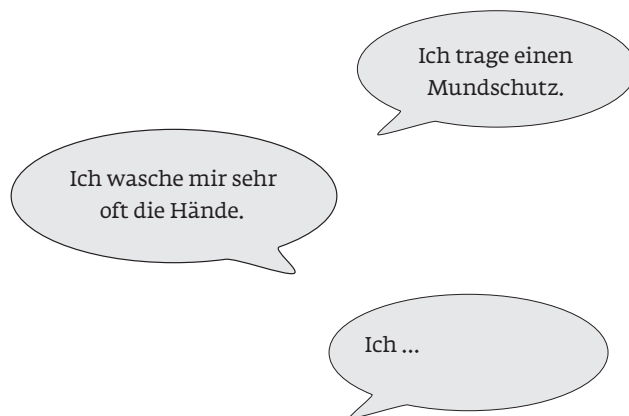 Ich trage einen
Mundschutz.
Ich wasche mir sehr
oft die Hände.
Ich ...